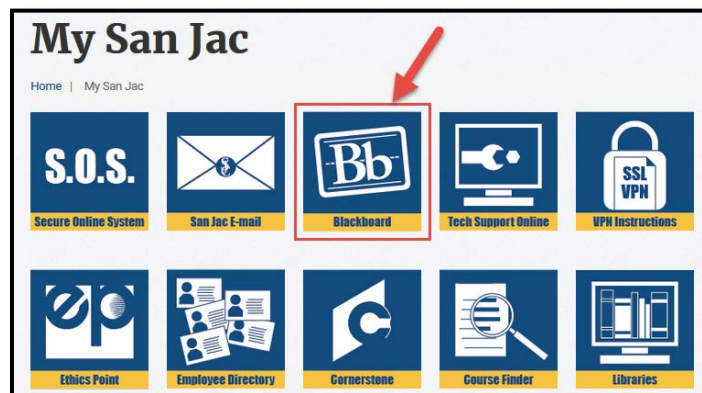 My San Jac
Home | My San Jac
S.O.S.
Secure Online System
San Jac E-mail
Bb
Blackboard
Tech Support Online
SSL
VPN
VPN Instructions
ep
Ethics Point
Employee Directory
C
Cornerstone
Course Finder
Libraries